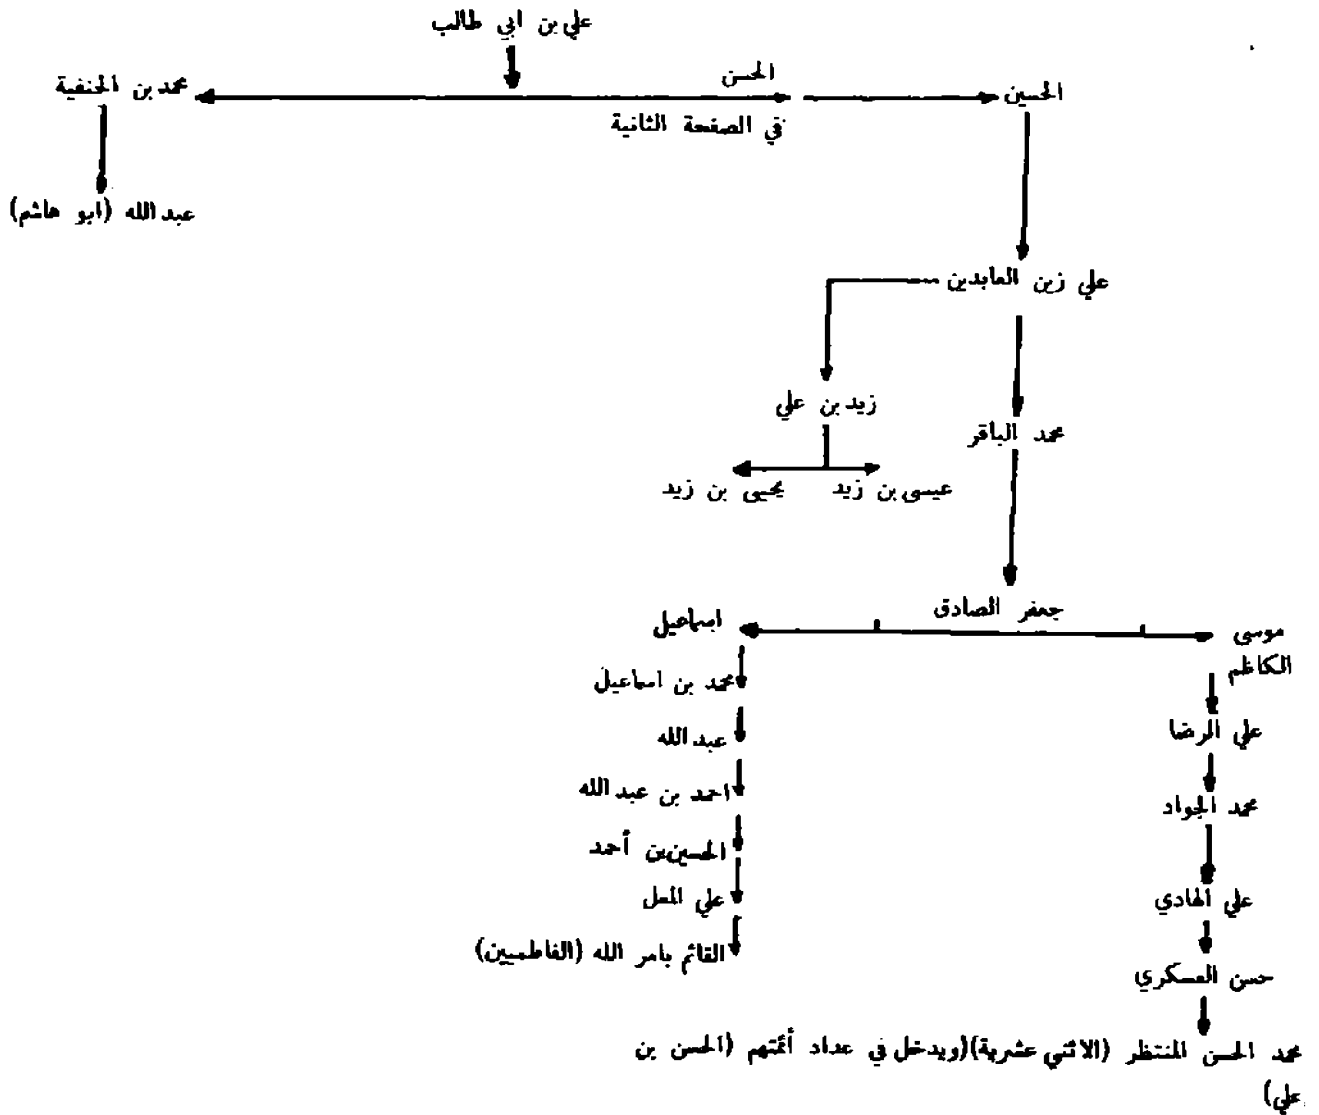 علي بن ابي طالب
الحسن
الحسين
محمد بن الحنفية
في الصفحة الثانية
عبد الله (ابو هاشم)
علي زين العابدين
زيد بن علي
محمد الباقر
عيسى بن زيد
يحيى بن زيد
جعفر الصادق
موسى
الكاظم
اسماعيل
محمد بن اسماعيل
علي الرضا
عبد الله
احمد بن عبد الله
محمد الجواد
الحسين بن أحمد
علي الهادي
علي المعل
القائم بامر الله (الفاطميين)
حسن العسكري
محمد الحسن المنتظر (الاثني عشرية)(ويدخل في عداد أئمتهم (الحسن بن
علي)